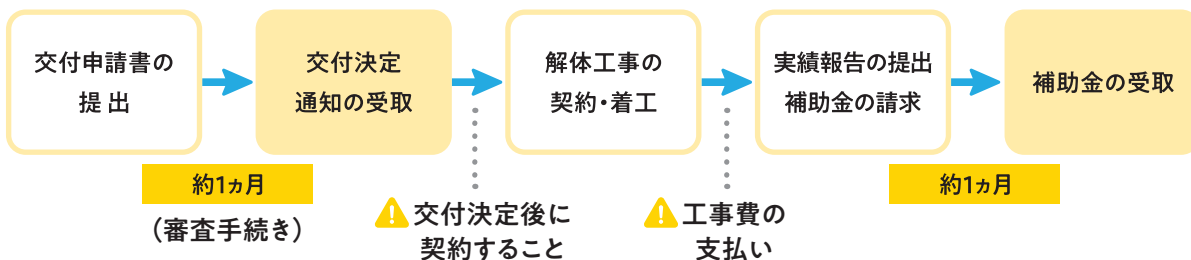 交付申請書の
提出
交付決定
通知の受取
解体工事の
契約・着工
実績報告の提出
補助金の請求
補助金の受取
約1ヵ月
(審査手続き)
交付決定後に
契約すること
工事費の
支払い
約1ヵ月